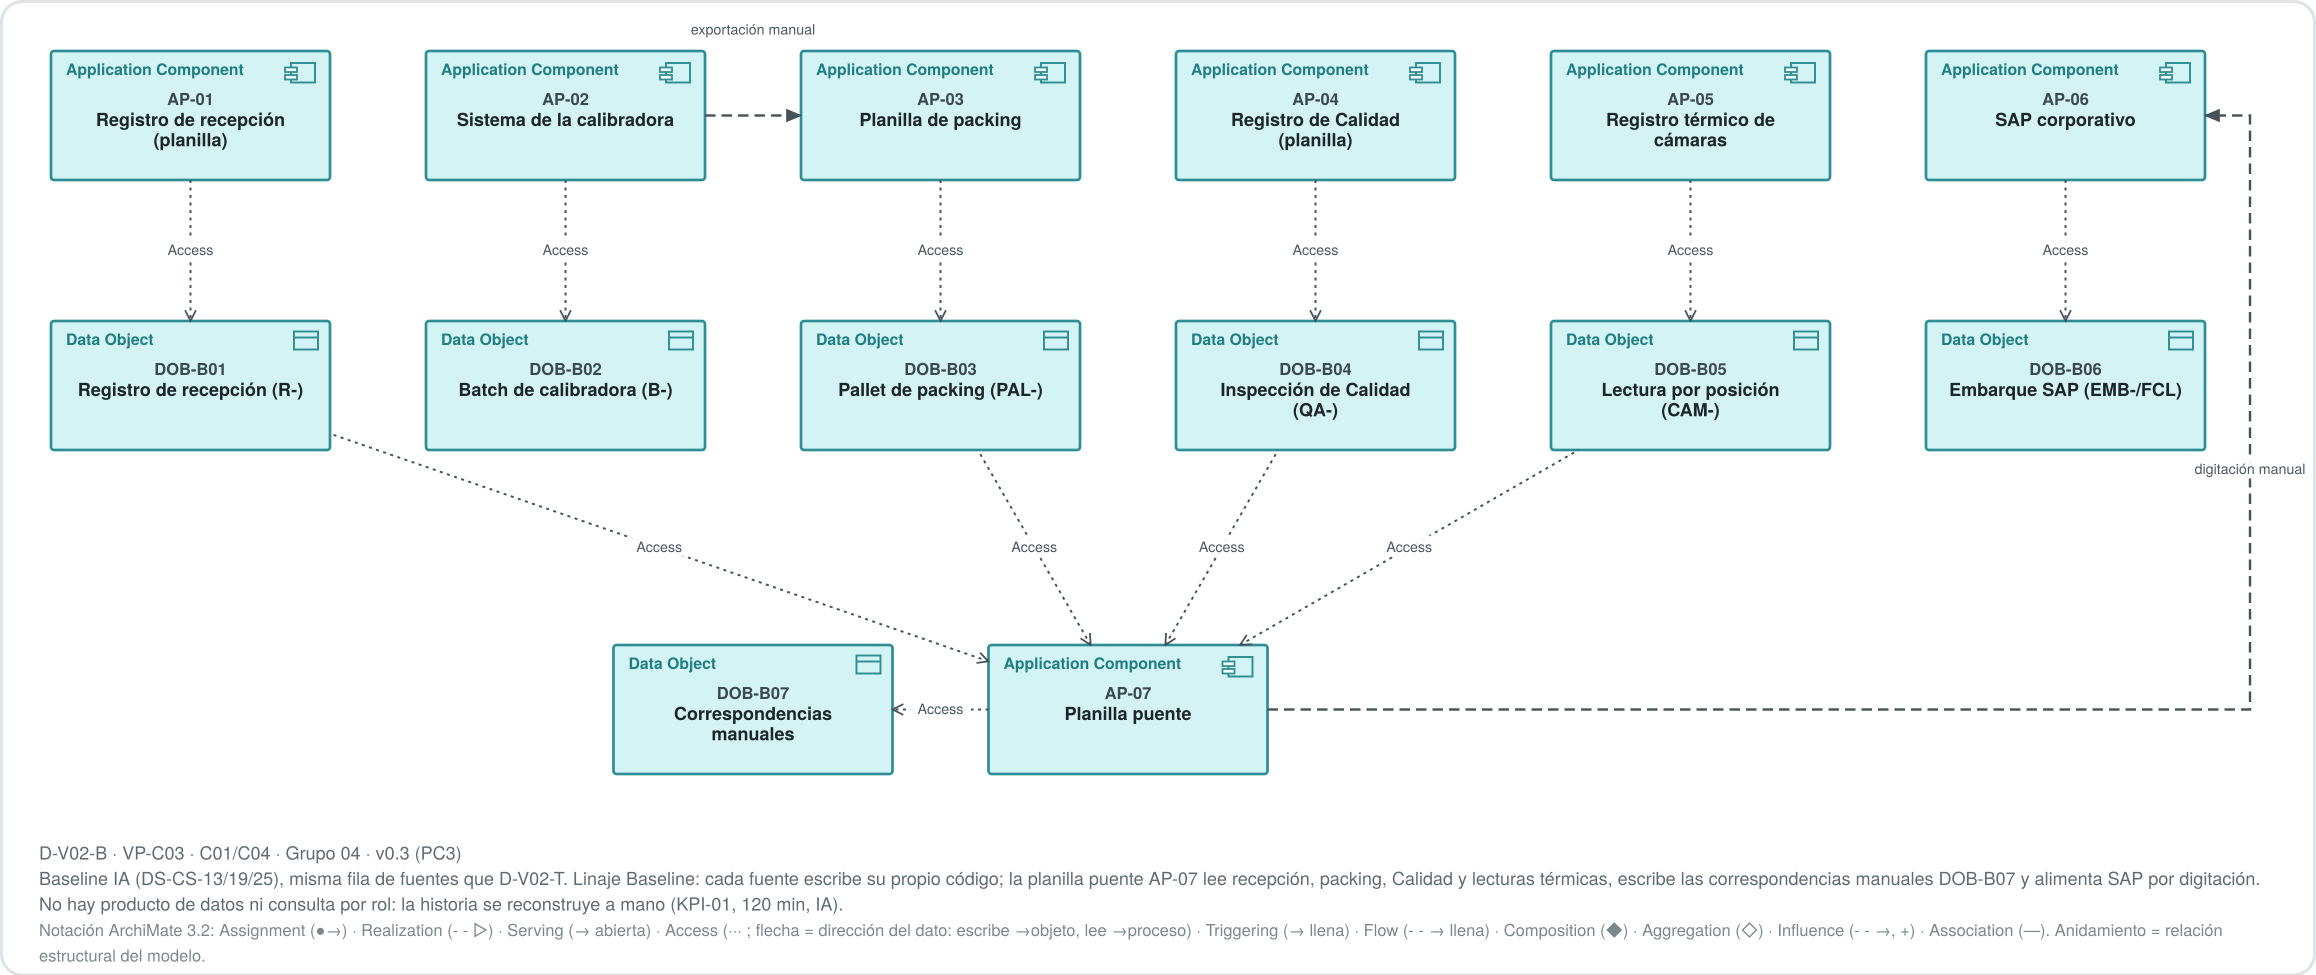 exportación manual
Application Component
AP-01
Registro de recepción
(planilla)
Application Component
AP-02
Sistema de la calibradora
Application Component
AP-03
Planilla de packing
Application Component
AP-04
Registro de Calidad
(planilla)
Application Component
AP-05
Registro térmico de
cámaras
Application Component
AP-06
SAP corporativo
Access
Access
Access
Access
Access
Access
Data Object
DOB-B01
Registro de recepción (R-)
Data Object
DOB-B02
Batch de calibradora (B-)
Data Object
DOB-B03
Pallet de packing (PAL-)
Data Object
DOB-B04
Inspección de Calidad
(QA-)
Data Object
DOB-B05
Lectura por posición
(CAM-)
Data Object
DOB-B06
Embarque SAP (EMB-/FCL)
digitación manual
Access
Access
Access
Access
Data Object
DOB-B07
Correspondencias
manuales
Access
Application Component
AP-07
Planilla puente
D-V02-B · VP-C03 · C01/C04 · Grupo 04 · v0.3 (PC3)
Baseline IA (DS-CS-13/19/25), misma fila de fuentes que D-V02-T. Linaje Baseline: cada fuente escribe su propio código; la planilla puente AP-07 lee recepción, packing, Calidad y lecturas térmicas, escribe las correspondencias manuales DOB-B07 y alimenta SAP por digitación.
No hay producto de datos ni consulta por rol: la historia se reconstruye a mano (KPI-01, 120 min, IA).
Notación ArchiMate 3.2: Assignment (●→) · Realization (- - ▷) · Serving (→ abierta) · Access (··· ; flecha = dirección del dato: escribe →objeto, lee →proceso) · Triggering (→ llena) · Flow (- - → llena) · Composition (◆) · Aggregation (◇) · Influence (- - →, +) · Association (—). Anidamiento = relación
estructural del modelo.